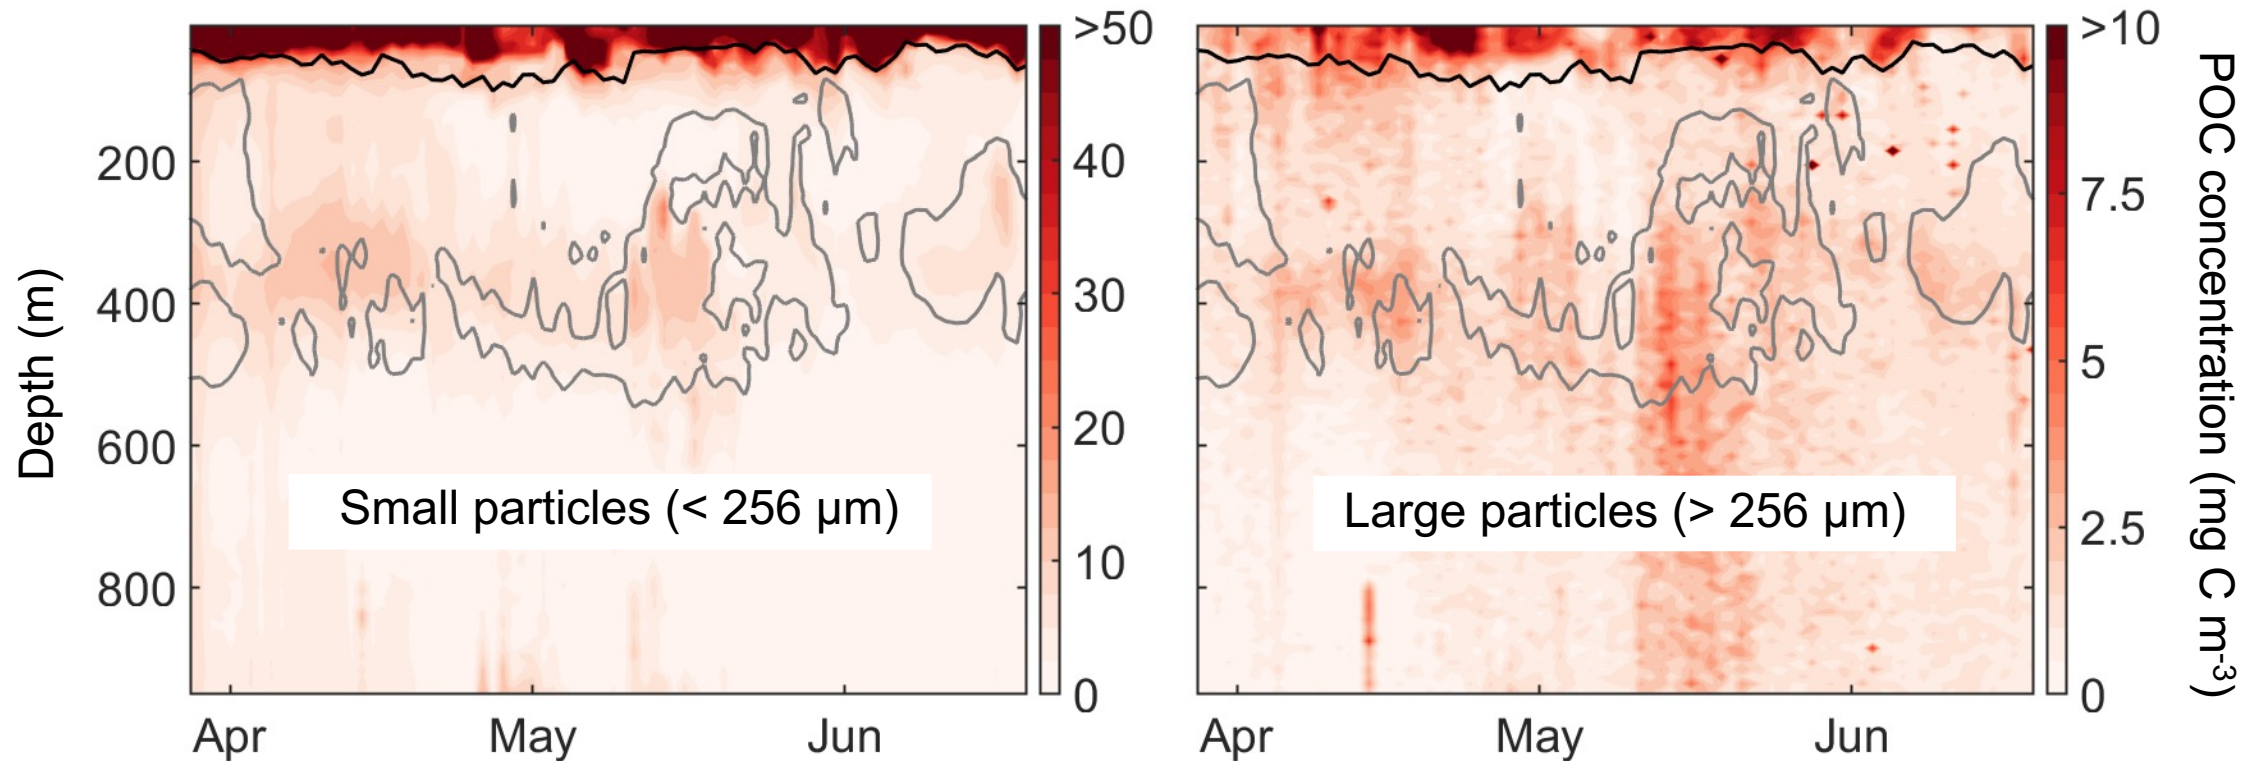 Depth (m)
200
400
600
800
Small particles (< 256 µm)
Apr May Jun
>50
40
30
20
10
0
Large particles (> 256 µm)
Apr May Jun
>10
7.5
5
2.5
0
POC concentration (mg C m-3)